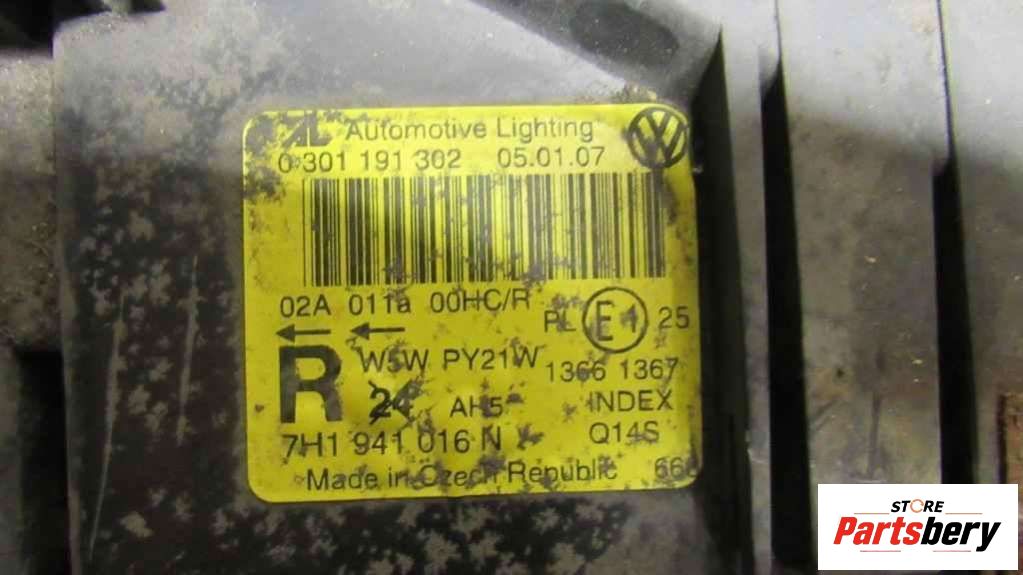 AL Automotive Lighting
0 301 191 302 05.01.07
02A 011a 00HC/R PL E1 25
R W5W PY21W 1366 1367
24 AH5 INDEX
7H1 941 016 N Q14S
Made in Czech Republic
STORE
Partsbery